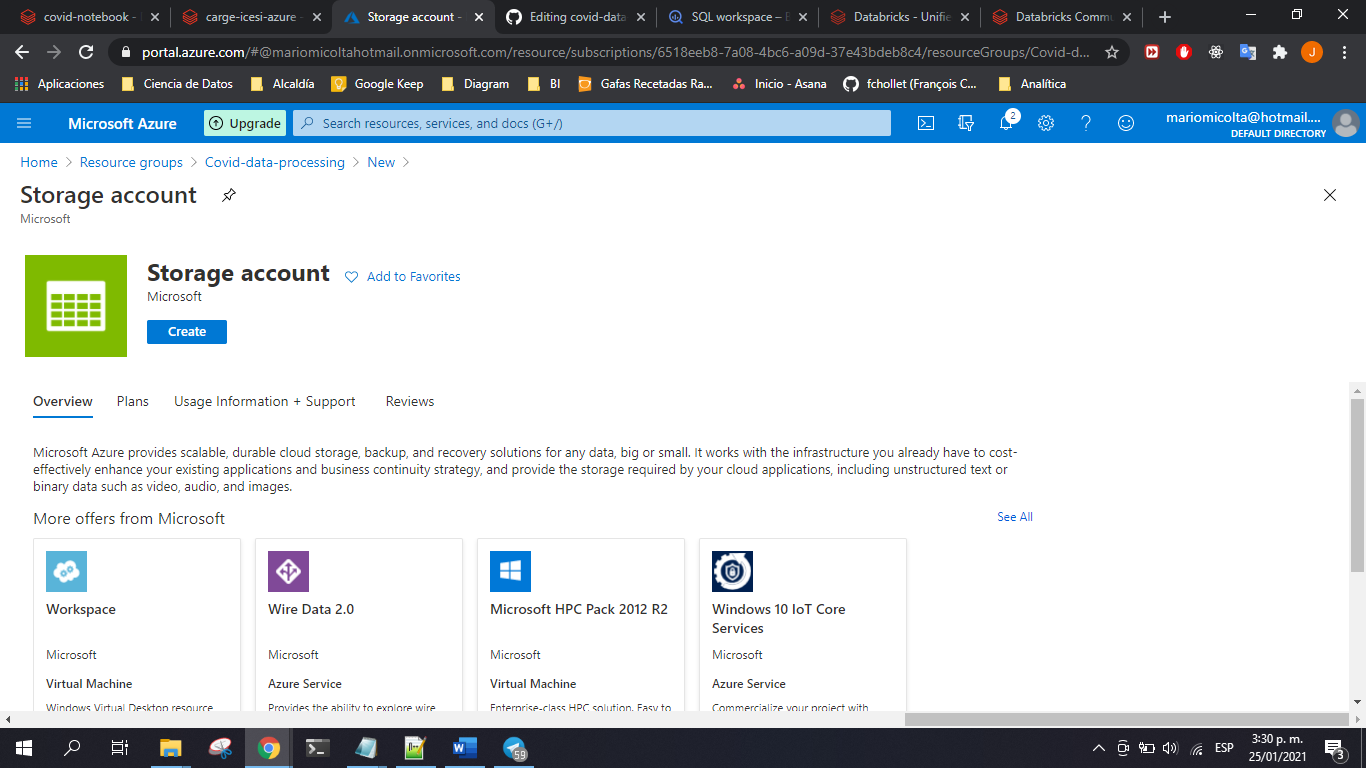 covid-notebook -
carge-icesi-azure -
Storage account -
Editing covid-data
SQL workspace –
Databricks - Unifie
Databricks Commu
portal.azure.com/#@mariomicoltahotmail.onmicrosoft.com/resource/subscriptions/6518eeb8-7a08-4bc6-a09d-37e43bdeb8c4/resourceGroups/Covid-d...
J
Aplicaciones
Ciencia de Datos
Alcaldía
Google Keep
Diagram
BI
Gafas Recetadas Ra...
Inicio - Asana
fchollet (François C...
Analítica
Microsoft Azure
Upgrade
Search resources, services, and docs (G+/)
2
mariomicolta@hotmail....
DEFAULT DIRECTORY
Home > Resource groups > Covid-data-processing > New >
Storage account
Microsoft
Storage account
Add to Favorites
Microsoft
Create
Overview
Plans
Usage Information + Support
Reviews
Microsoft Azure provides scalable, durable cloud storage, backup, and recovery solutions for any data, big or small. It works with the infrastructure you already have to cost-
effectively enhance your existing applications and business continuity strategy, and provide the storage required by your cloud applications, including unstructured text or
binary data such as video, audio, and images.
More offers from Microsoft
See All
Workspace
Microsoft
Virtual Machine
Windows Virtual Desktop resource
Wire Data 2.0
Microsoft
Azure Service
Provides the ability to explore wire
Microsoft HPC Pack 2012 R2
Microsoft
Virtual Machine
Enterprise-class HPC solution. Easy to
Windows 10 IoT Core
Services
Microsoft
Azure Service
Commercialize your project with
59
ESP
3:30 p. m.
25/01/2021
3